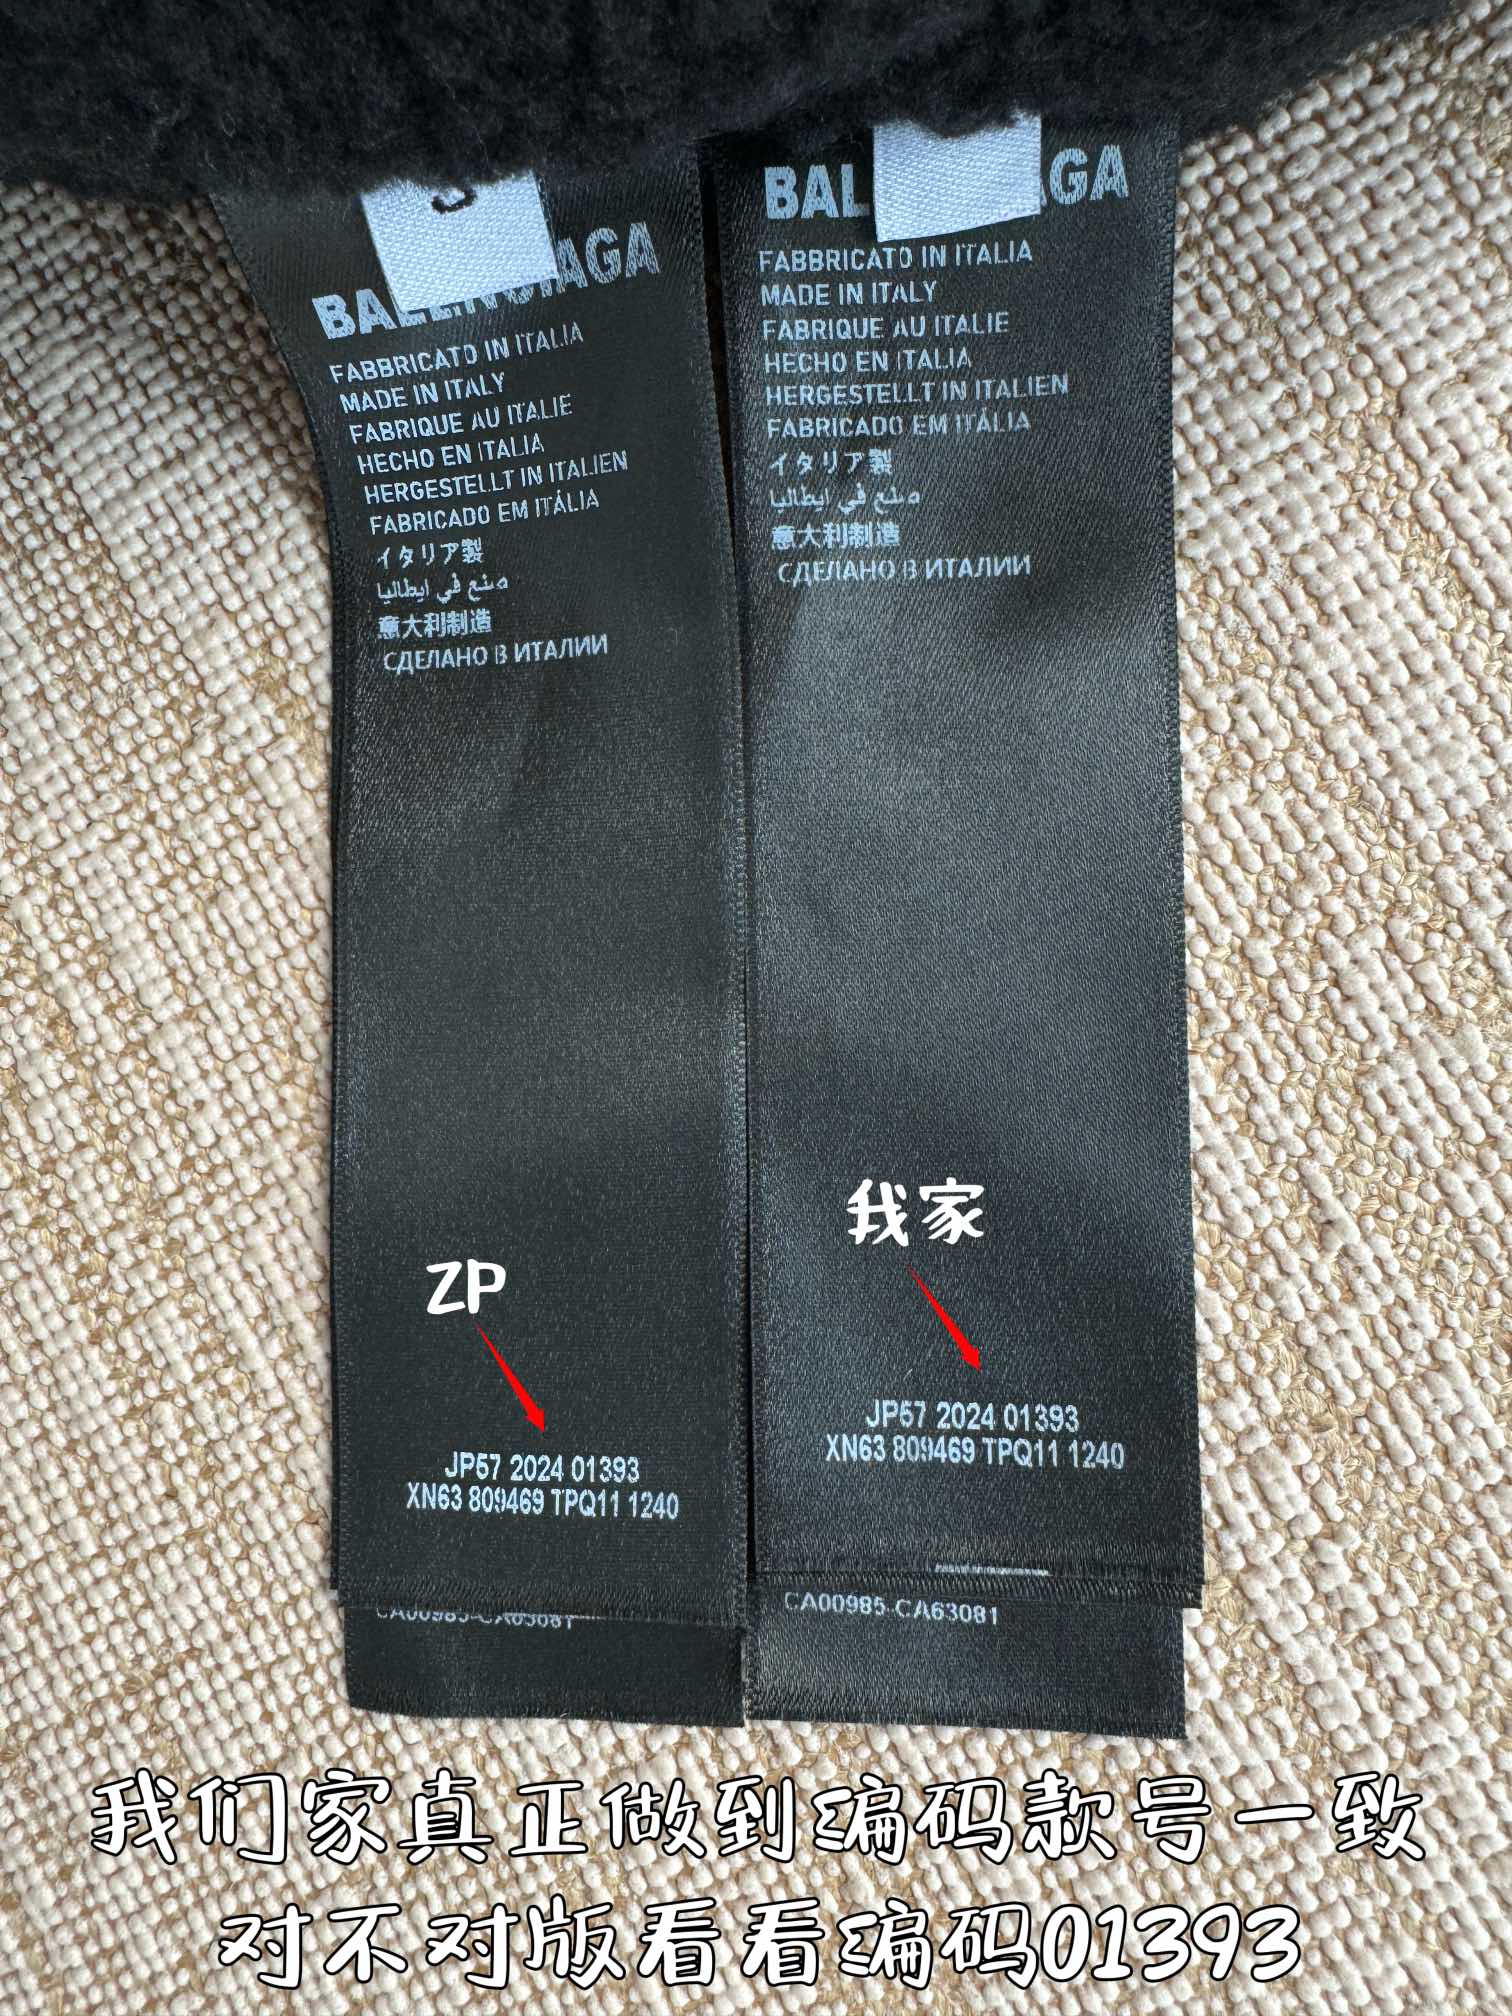 BALENCIAGA
FABBRICATO IN ITALIA
MADE IN ITALY
FABRIQUE AU ITALIE
HECHO EN ITALIA
HERGESTELLT IN ITALIEN
FABRICADO EM ITÁLIA
イタリア製
صنع في ايطاليا
意大利制造
СДЕЛАНО В ИТАЛИИ
ZP
JP57 2024 01393
XN63 809469 TPQ11 1240
CA00985-CA63081
BAL GA
FABBRICATO IN ITALIA
MADE IN ITALY
FABRIQUE AU ITALIE
HECHO EN ITALIA
HERGESTELLT IN ITALIEN
FABRICADO EM ITÁLIA
イタリア製
صنع في ايطاليا
意大利制造
СДЕЛАНО В ИТАЛИИ
我家
JP57 2024 01393
XN63 809469 TPQ11 1240
CA00985-CA63081
我们家真正做到编码款号一致
对不对版看看编码01393